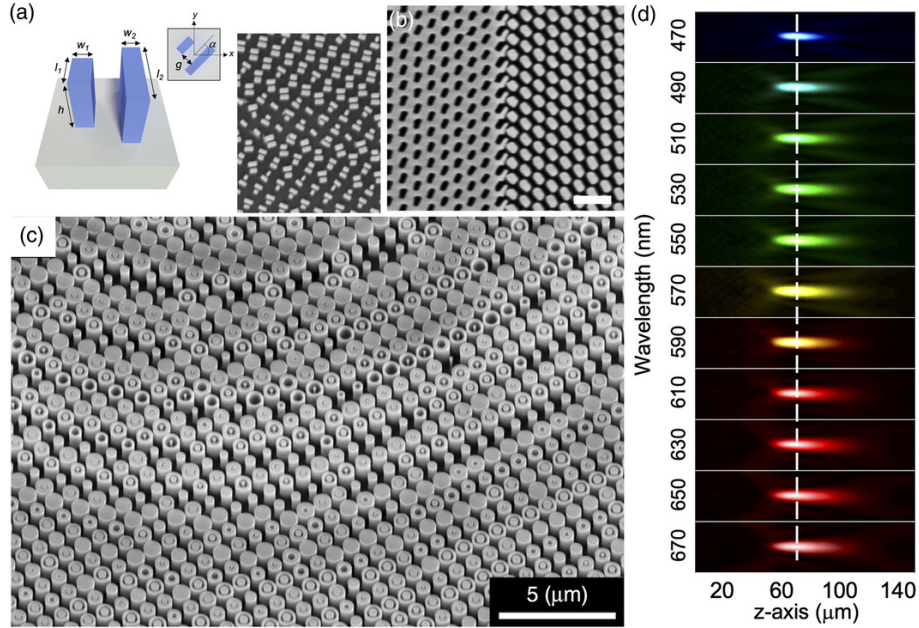 (a)
w1
w2
l1
l2
h
y
x
α
g
(b)
(c)
5 (μm)
(d)
Wavelength (nm)
470
490
510
530
550
570
590
610
630
650
670
20 60 100 140
z-axis (μm)